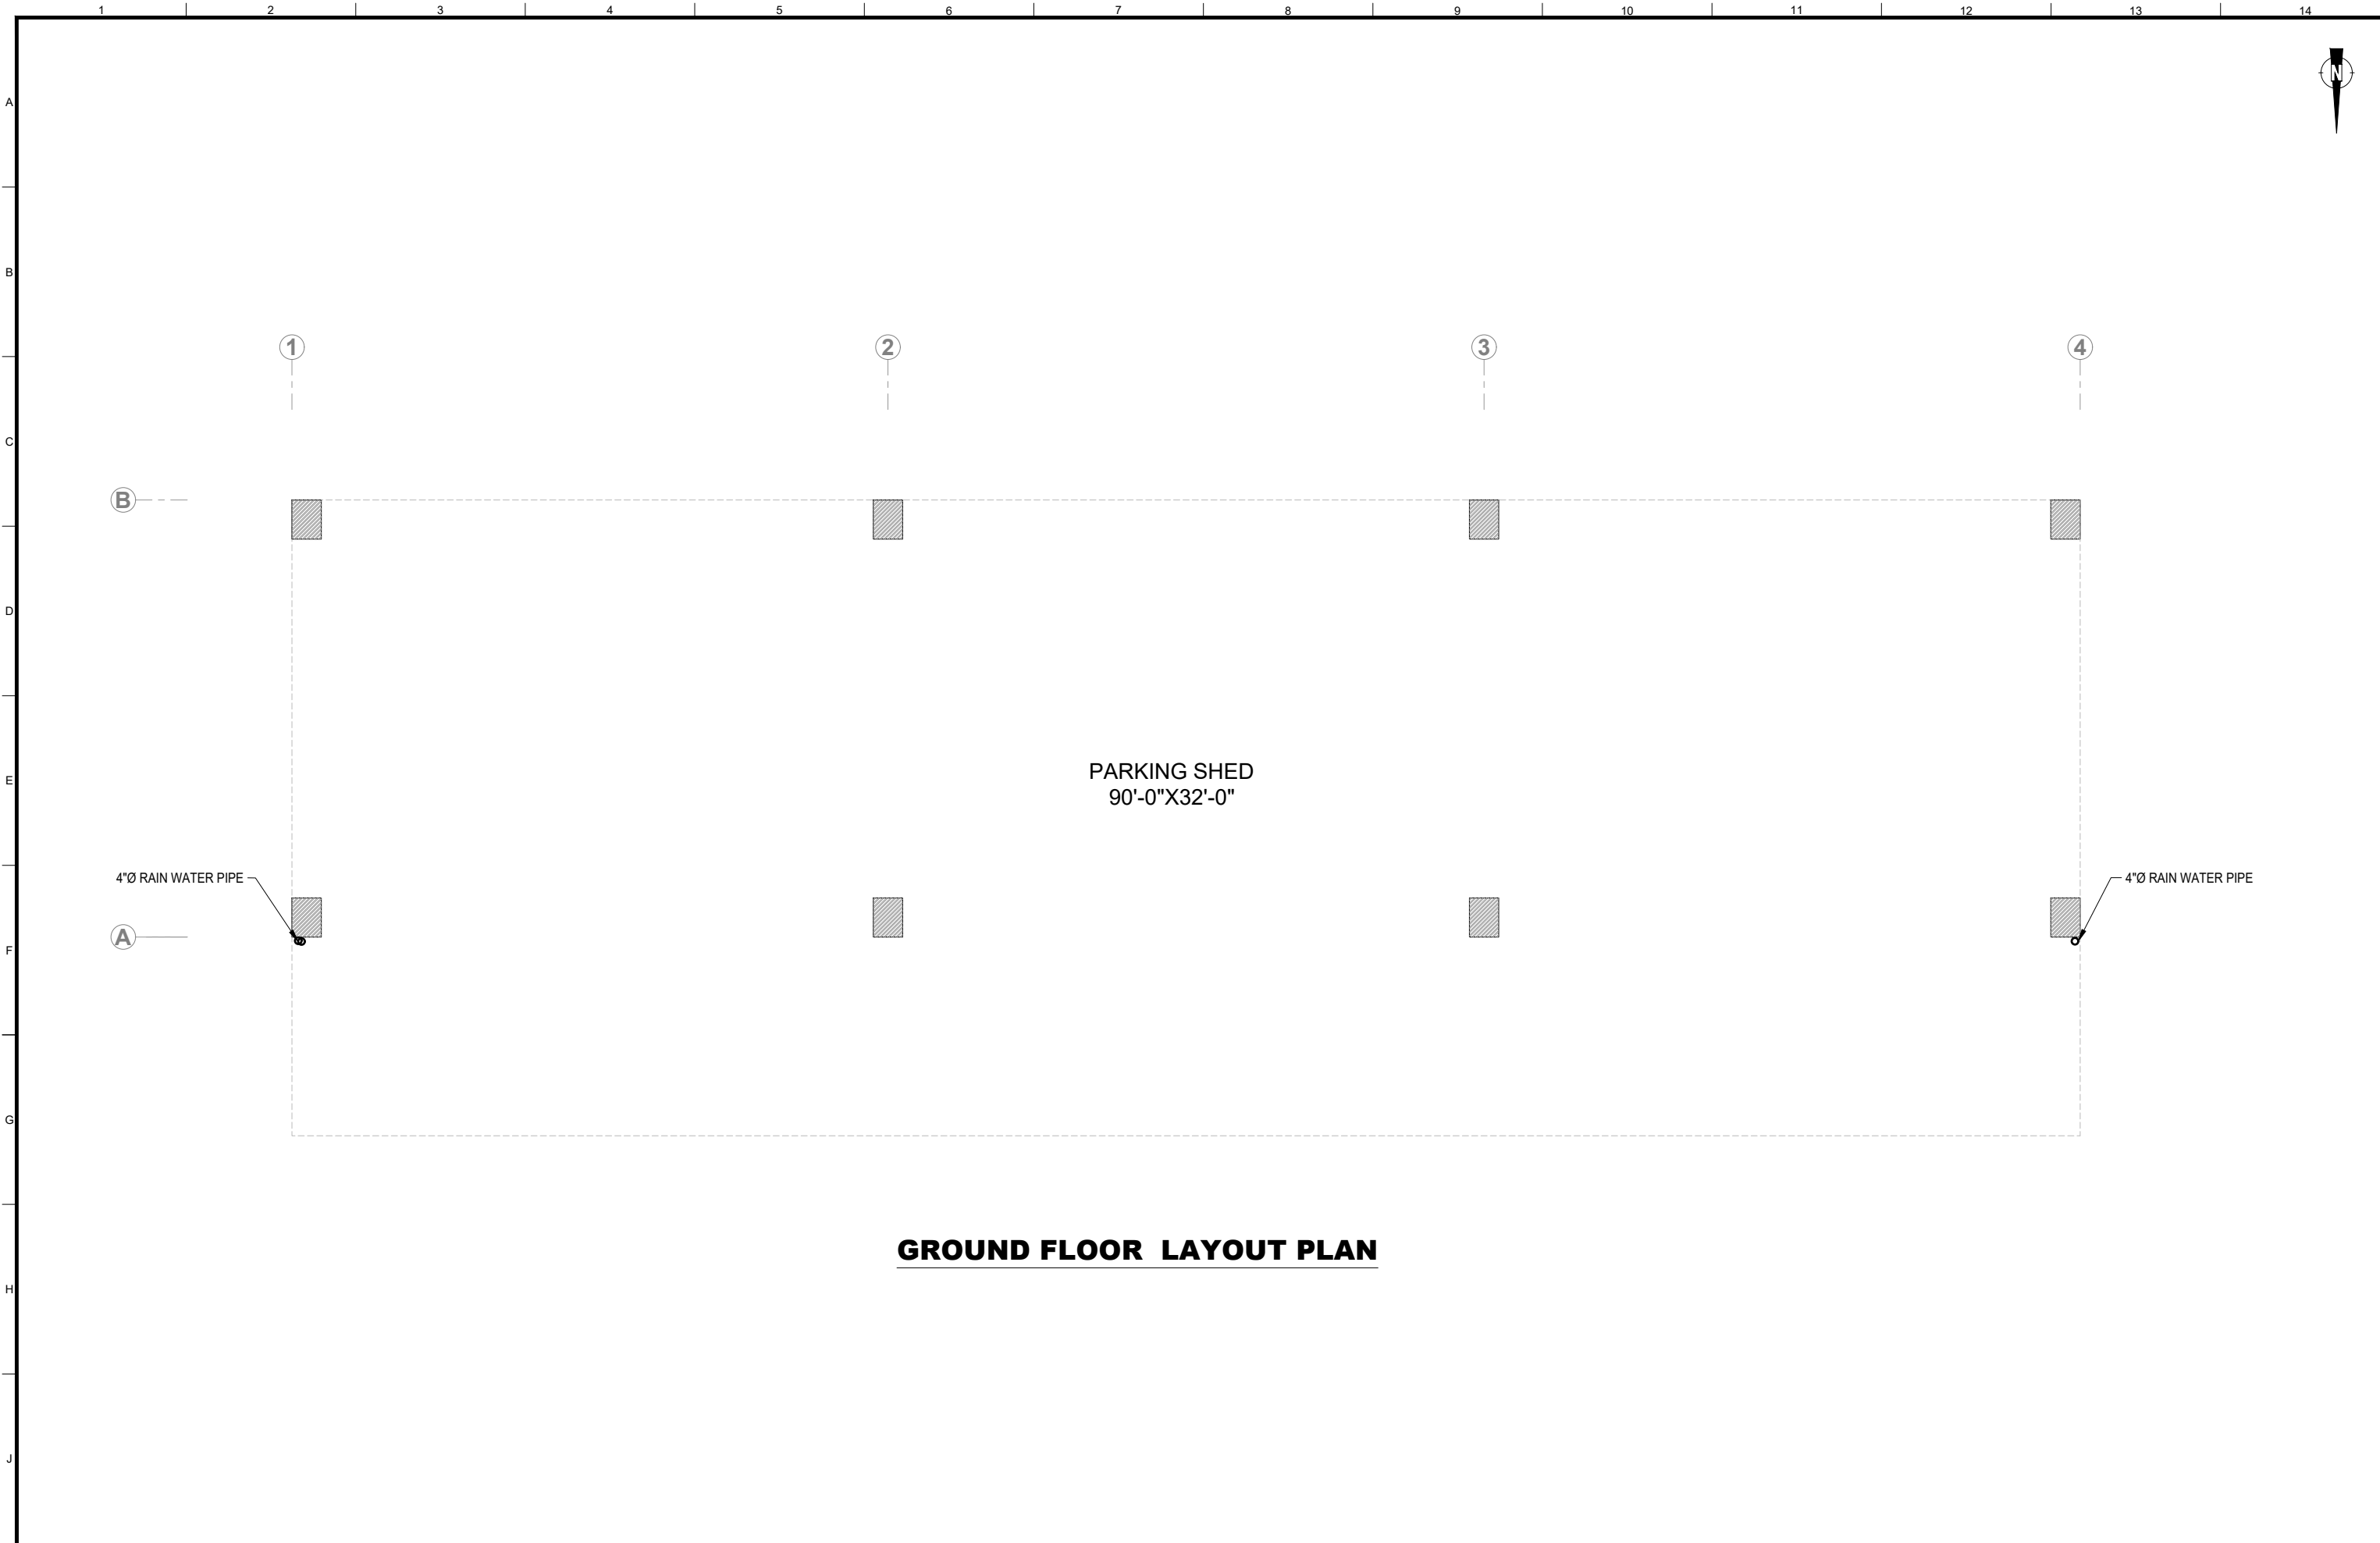 1 2 3 4 5 6 7 8 9 10 11 12 13 14
N
A
B
1 2 3 4
C
B
D
PARKING SHED
E
90'-0"X32'-0"
4"Ø RAIN WATER PIPE 4"Ø RAIN WATER PIPE
A
F
G
GROUND FLOOR LAYOUT PLAN
H
J